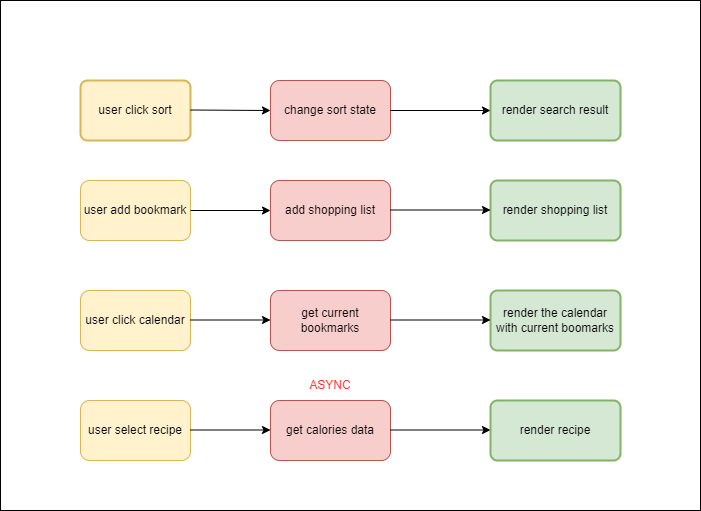 user click sort
change sort state
render search result
user add bookmark
add shopping list
render shopping list
user click calendar
get current
bookmarks
render the calendar
with current boomarks
ASYNC
user select recipe
get calories data
render recipe